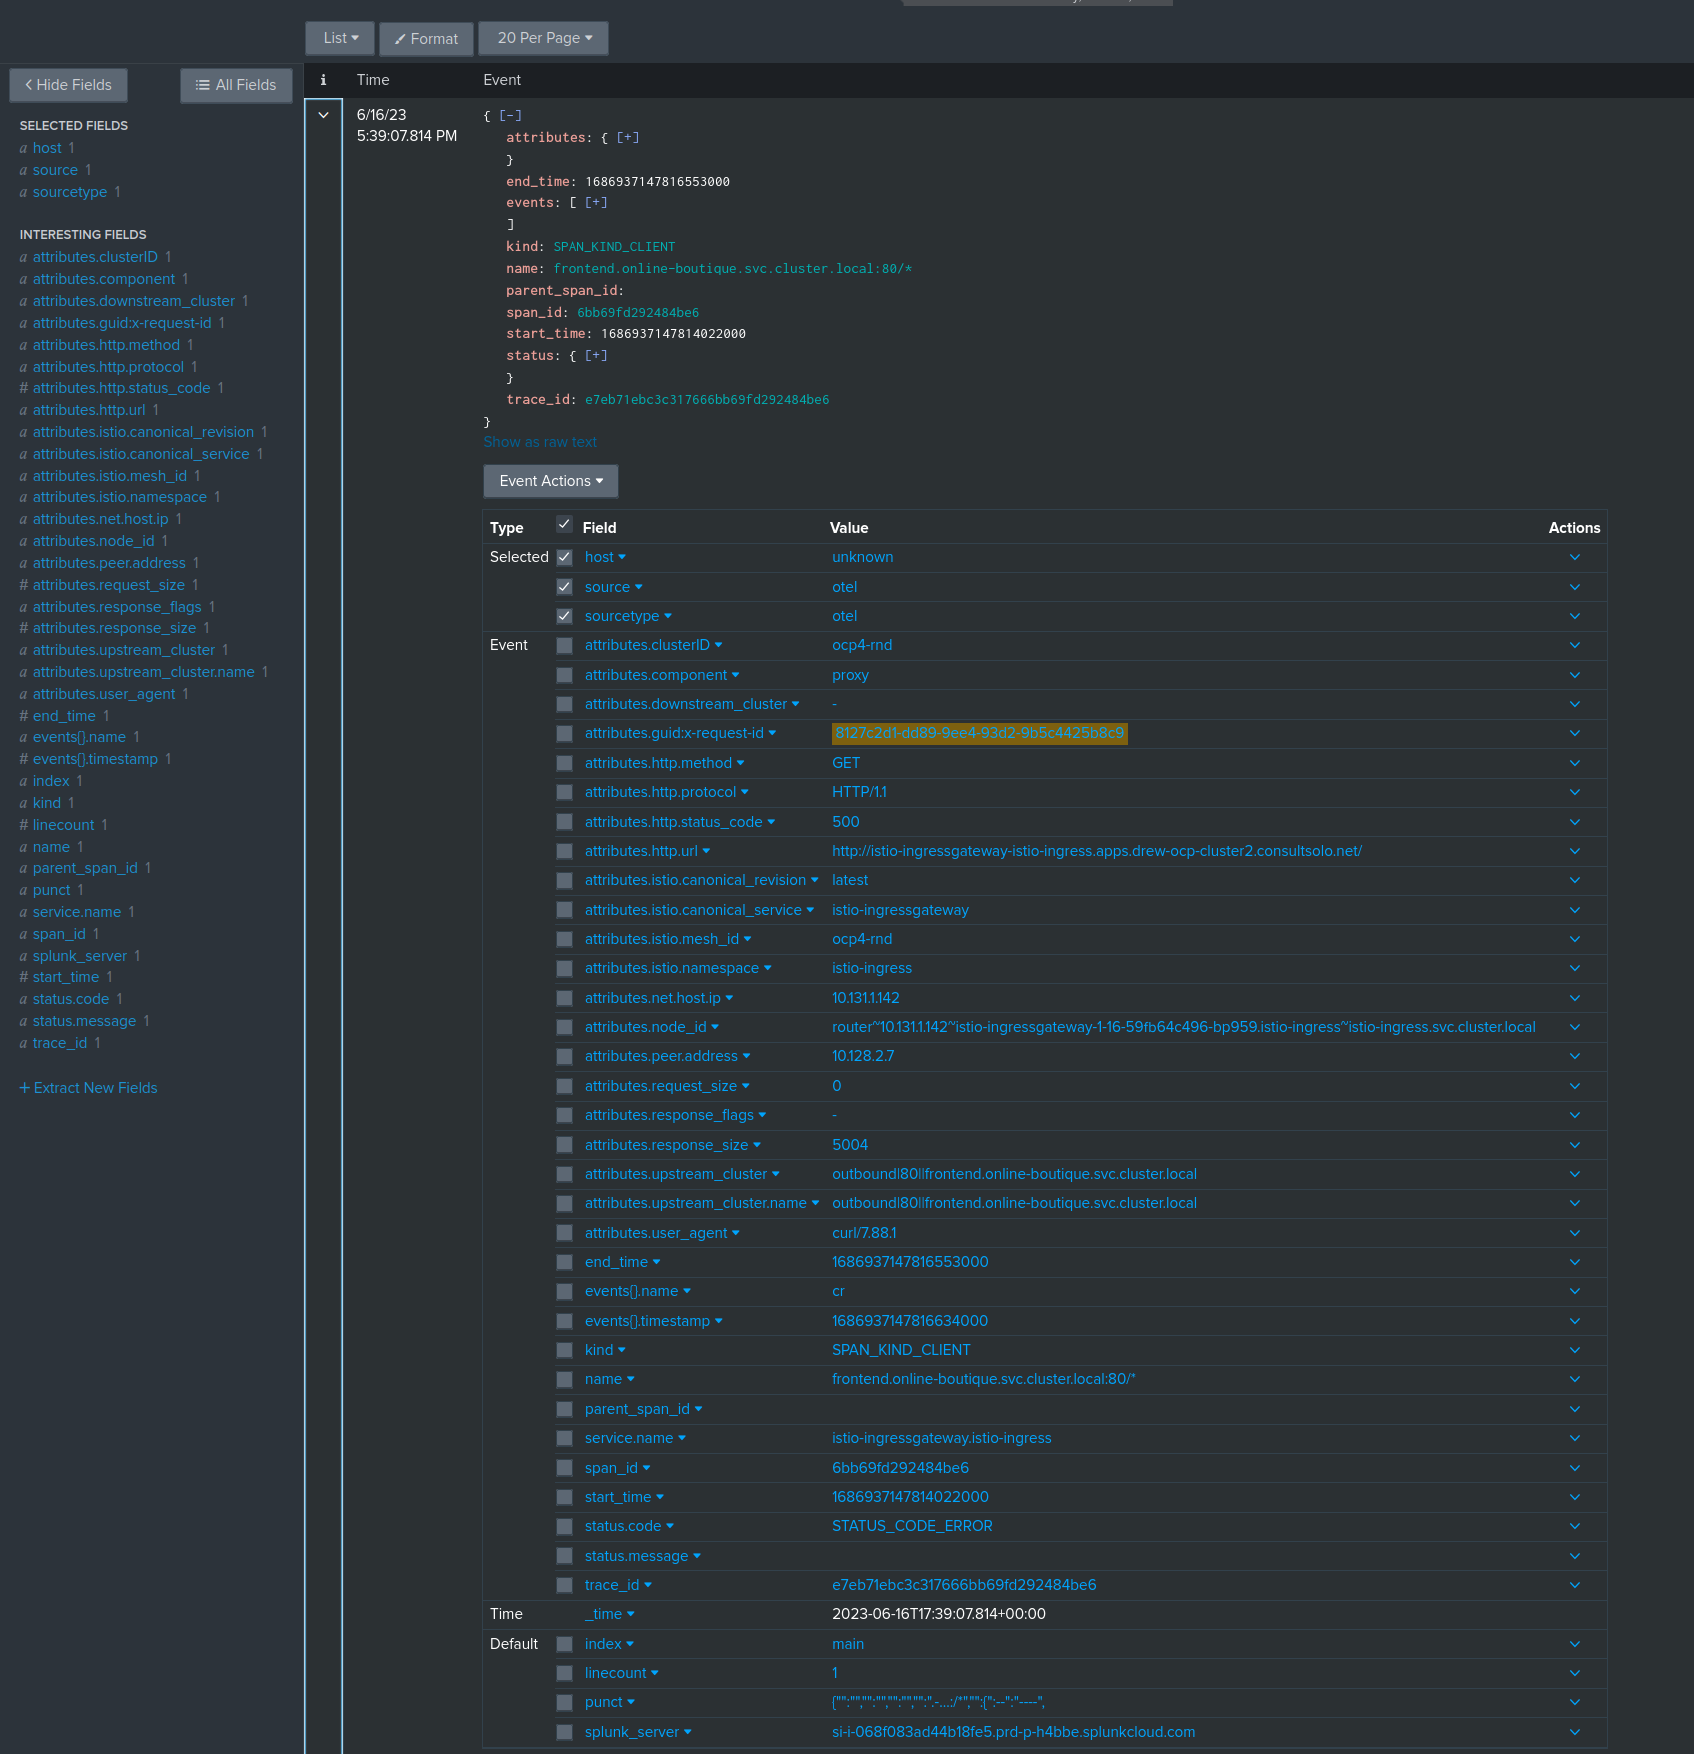 List
Format
20 Per Page
Hide Fields
All Fields
i Time Event
SELECTED FIELDS
a host 1
a source 1
a sourcetype 1
INTERESTING FIELDS
a attributes.clusterID 1
a attributes.component 1
a attributes.downstream_cluster 1
a attributes.guid:x-request-id 1
a attributes.http.method 1
a attributes.http.protocol 1
# attributes.http.status_code 1
a attributes.http.url 1
a attributes.istio.canonical_revision 1
a attributes.istio.canonical_service 1
a attributes.istio.mesh_id 1
a attributes.istio.namespace 1
a attributes.net.host.ip 1
a attributes.node_id 1
a attributes.peer.address 1
# attributes.request_size 1
a attributes.response_flags 1
# attributes.response_size 1
a attributes.upstream_cluster 1
a attributes.upstream_cluster.name 1
a attributes.user_agent 1
# end_time 1
a events{}.name 1
# events{}.timestamp 1
a index 1
a kind 1
# linecount 1
a name 1
a parent_span_id 1
a punct 1
a service.name 1
a span_id 1
a splunk_server 1
# start_time 1
a status.code 1
a status.message 1
a trace_id 1
+ Extract New Fields
6/16/23
5:39:07.814 PM
{ [-]
attributes: { [+]
}
end_time: 1686937147816553000
events: [ [+]
]
kind: SPAN_KIND_CLIENT
name: frontend.online-boutique.svc.cluster.local:80/*
parent_span_id:
span_id: 6bb69fd292484be6
start_time: 1686937147814022000
status: { [+]
}
trace_id: e7eb71ebc3c317666bb69fd292484be6
}
Show as raw text
Event Actions
Type Field Value Actions
Selected host unknown
source otel
sourcetype otel
Event attributes.clusterID ocp4-rnd
attributes.component proxy
attributes.downstream_cluster -
attributes.guid:x-request-id 8127c2d1-dd89-9ee4-93d2-9b5c4425b8c9
attributes.http.method GET
attributes.http.protocol HTTP/1.1
attributes.http.status_code 500
attributes.http.url http://istio-ingressgateway-istio-ingress.apps.drew-ocp-cluster2.consultsolo.net/
attributes.istio.canonical_revision latest
attributes.istio.canonical_service istio-ingressgateway
attributes.istio.mesh_id ocp4-rnd
attributes.istio.namespace istio-ingress
attributes.net.host.ip 10.131.1.142
attributes.node_id router~10.131.1.142~istio-ingressgateway-1-16-59fb64c496-bp959.istio-ingress~istio-ingress.svc.cluster.local
attributes.peer.address 10.128.2.7
attributes.request_size 0
attributes.response_flags -
attributes.response_size 5004
attributes.upstream_cluster outbound|80||frontend.online-boutique.svc.cluster.local
attributes.upstream_cluster.name outbound|80||frontend.online-boutique.svc.cluster.local
attributes.user_agent curl/7.88.1
end_time 1686937147816553000
events{}.name cr
events{}.timestamp 1686937147816634000
kind SPAN_KIND_CLIENT
name frontend.online-boutique.svc.cluster.local:80/*
parent_span_id
service.name istio-ingressgateway.istio-ingress
span_id 6bb69fd292484be6
start_time 1686937147814022000
status.code STATUS_CODE_ERROR
status.message
trace_id e7eb71ebc3c317666bb69fd292484be6
Time _time 2023-06-16T17:39:07.814+00:00
Default index main
linecount 1
punct {"":"","":"","":"","":".-...:/*","":{":--":"----",
splunk_server si-i-068f083ad44b18fe5.prd-p-h4bbe.splunkcloud.com